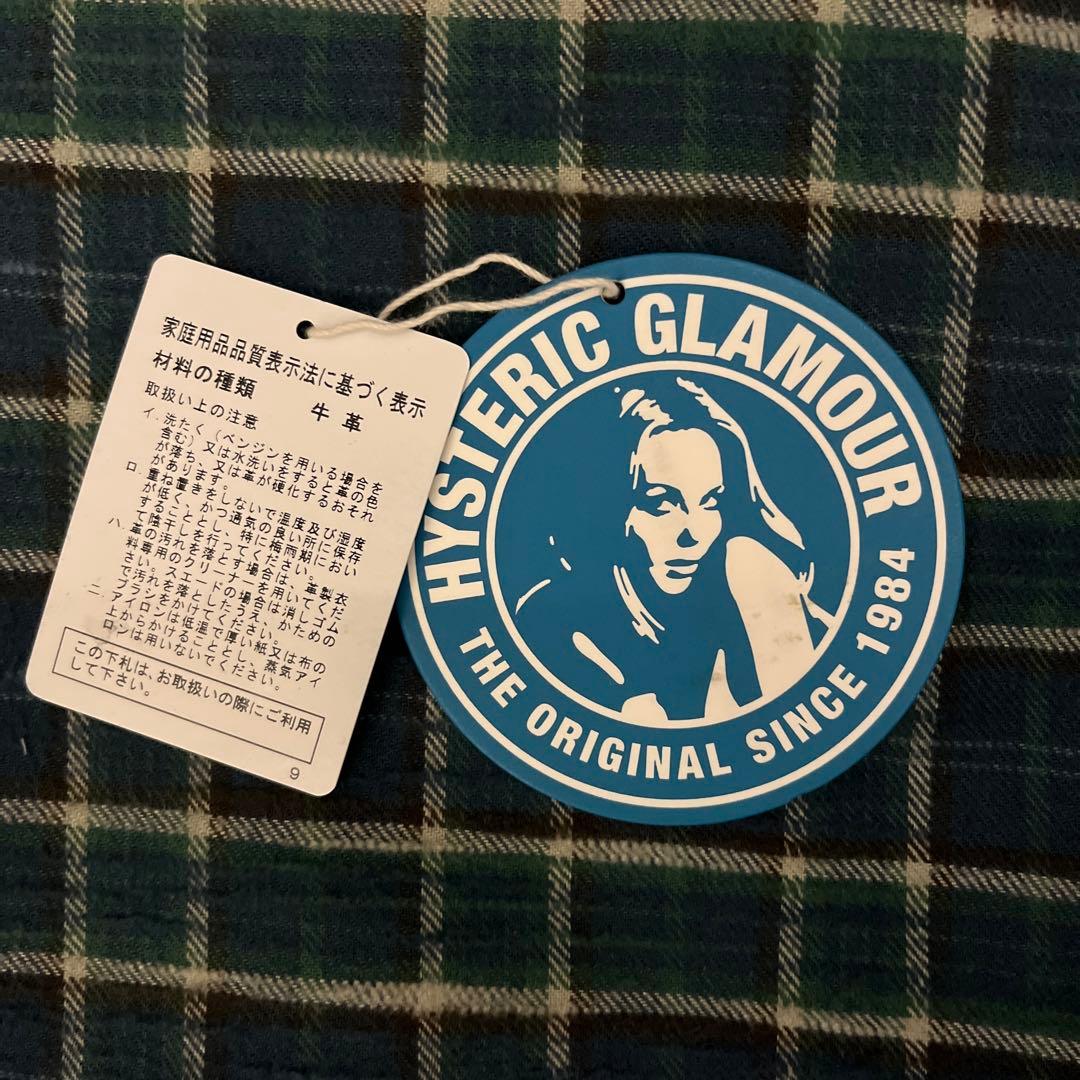 家庭用品品質表示法に基づく表示
材料の種類 牛革
取扱い上の注意
イ. 洗たく(ベンジンを用いる場合を
含む)又は水洗いをすると革の色
が落ち、又は革が硬化するおそれ
があります。
ロ. 重ね置きをしないで温度及び湿度
が低く、かつ通気の良い所に保存
することとし、特に梅雨期におい
て陰干しを行ってください。
ハ. 革の汚れを落とす場合は、革製衣
料専用のクリーナーを用いてくだ
さい。スエードの場合は消しゴム
で汚れを落としたうえ、かための
ブラシをかけてください。
ニ. アイロンは低温で厚い紙又は布の
上からかけることとし、蒸気アイ
ロンは用いないでください。
この下札は、お取扱いの際にご利用
して下さい。
9
HYSTERIC GLAMOUR
THE ORIGINAL SINCE 1984